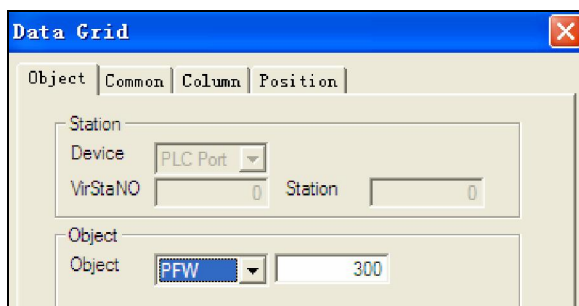 Data Grid
Object Common Column Position
Station
Device PLC Port
VirStaNO 0 Station 0
Object
Object PFW 300